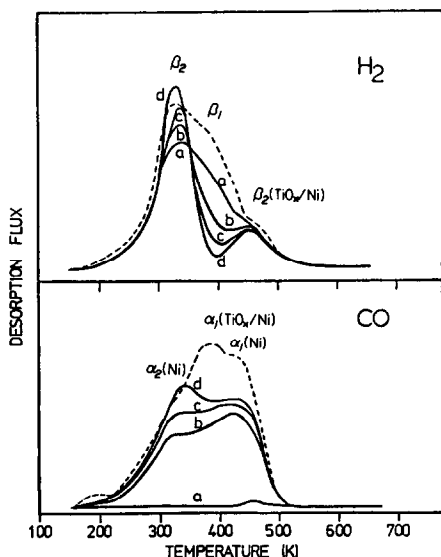 H₂
β₂
β₁
d
c
b
a
a
b
c
d
β₂(TiOₓ/Ni)
DESORPTION FLUX
CO
α₁(TiOₓ/Ni)
α₂(Ni)
α₁(Ni)
d
c
b
a
100 200 300 400 500 600 700
TEMPERATURE [K]